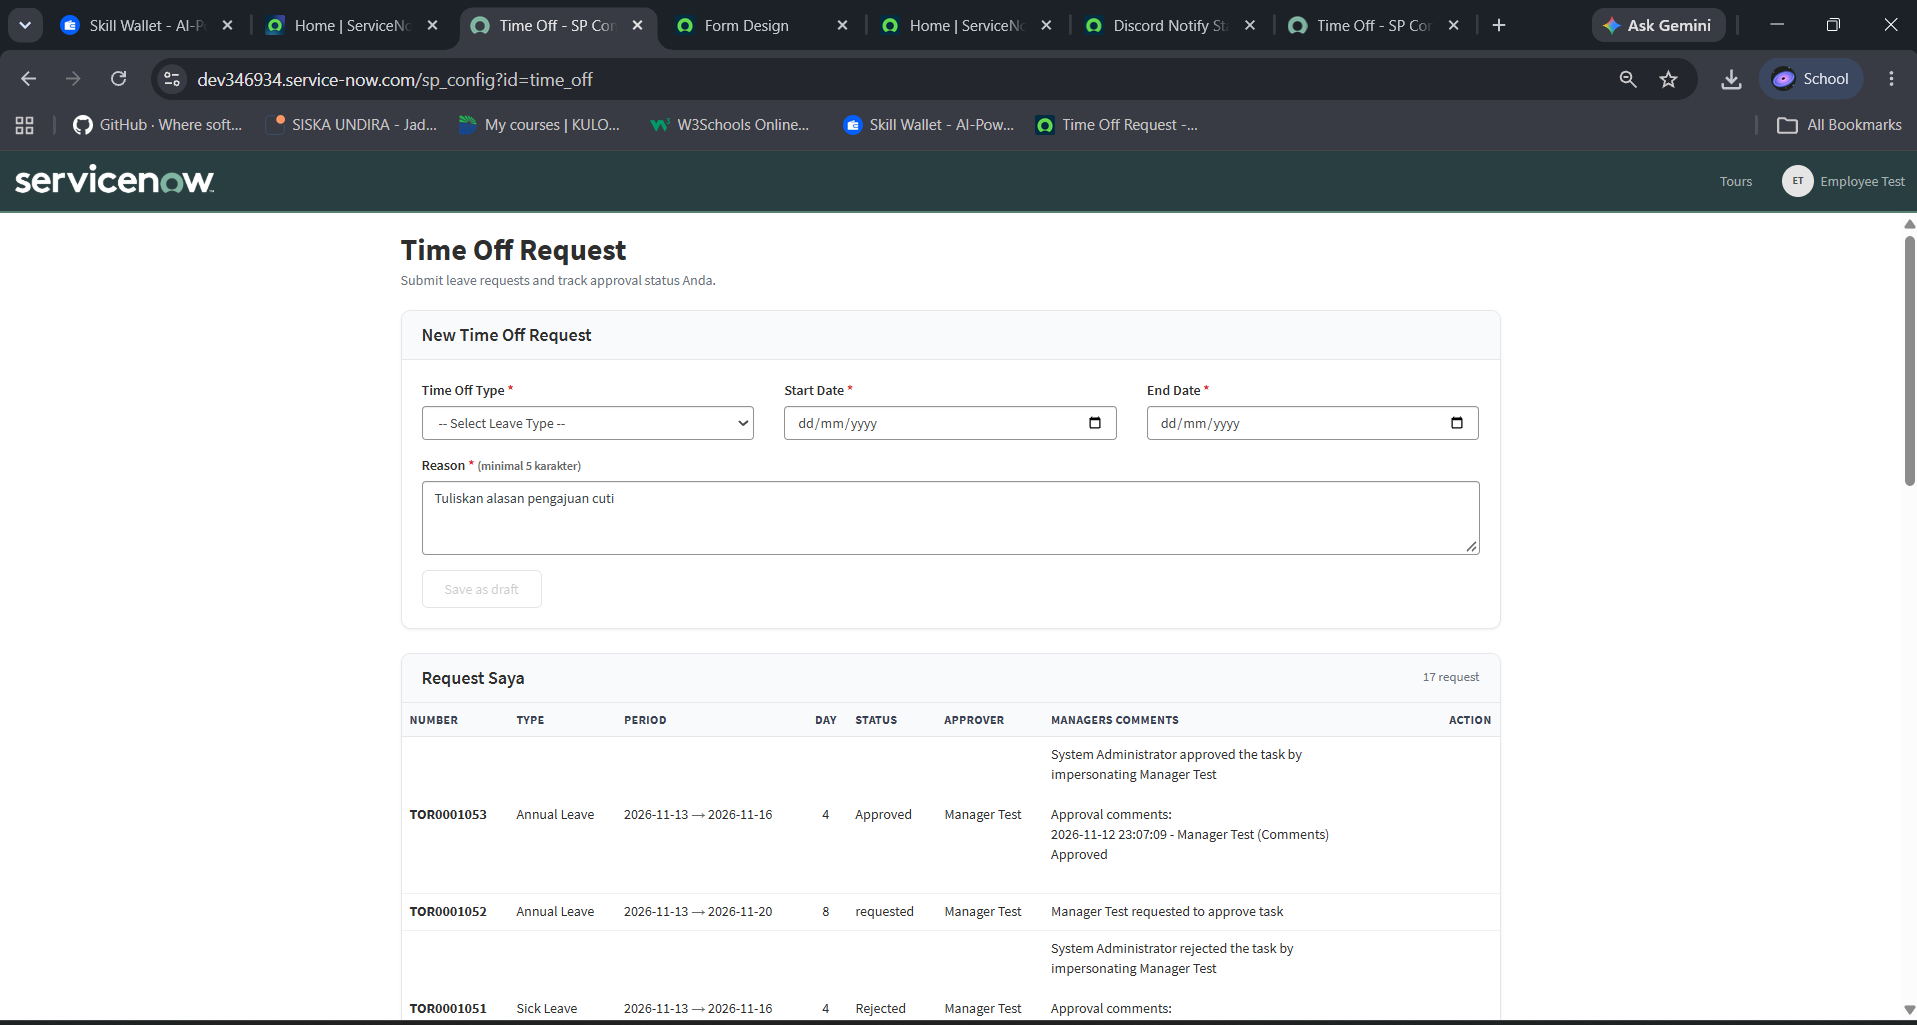 Skill Wallet - AI-P
Home | ServiceNo
Time Off - SP Con
Form Design
Home | ServiceNo
Discord Notify St
Time Off - SP Con
Ask Gemini
dev346934.service-now.com/sp_config?id=time_off
School
GitHub · Where soft...
SISKA UNDIRA - Jad...
My courses | KULO...
W3Schools Online...
Skill Wallet - AI-Pow...
Time Off Request -...
All Bookmarks
servicenow
Tours
ET
Employee Test
Time Off Request
Submit leave requests and track approval status Anda.
New Time Off Request
Time Off Type *
Start Date *
End Date *
-- Select Leave Type --
dd/mm/yyyy
dd/mm/yyyy
Reason * (minimal 5 karakter)
Tuliskan alasan pengajuan cuti
Save as draft
Request Saya
17 request
NUMBER TYPE PERIOD DAY STATUS APPROVER MANAGERS COMMENTS ACTION
System Administrator approved the task by
impersonating Manager Test
TOR0001053 Annual Leave 2026-11-13 → 2026-11-16 4 Approved Manager Test Approval comments:
2026-11-12 23:07:09 - Manager Test (Comments)
Approved
TOR0001052 Annual Leave 2026-11-13 → 2026-11-20 8 requested Manager Test Manager Test requested to approve task
System Administrator rejected the task by
impersonating Manager Test
TOR0001051 Sick Leave 2026-11-13 → 2026-11-16 4 Rejected Manager Test Approval comments: